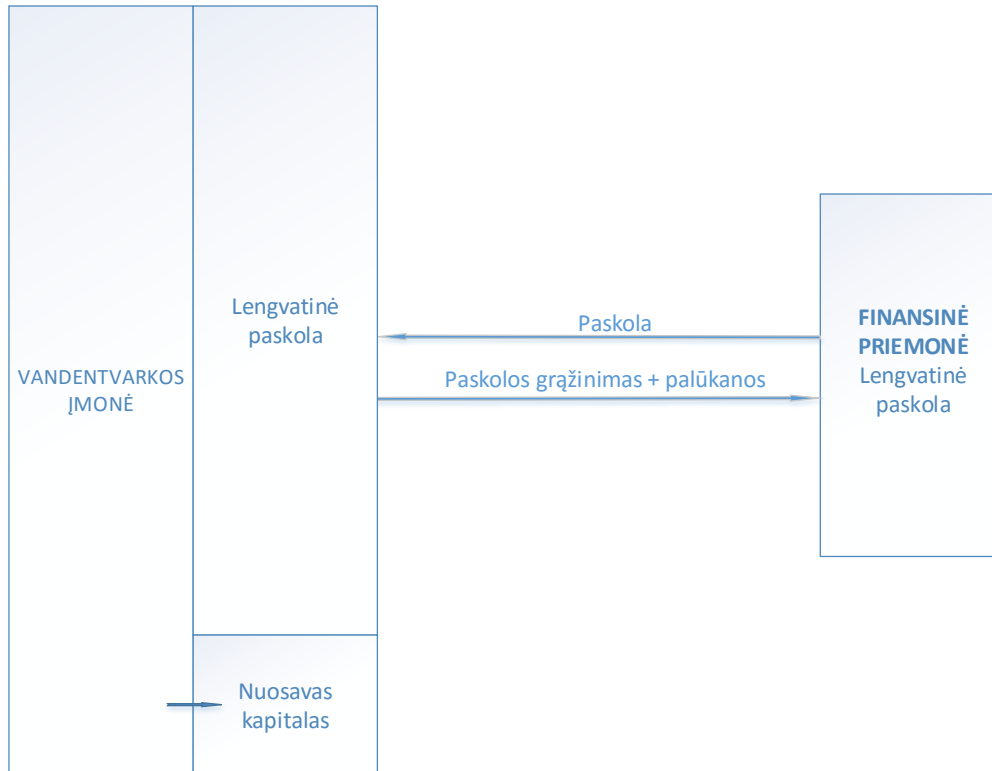 VANDENTVARKOS
ĮMONĖ
Lengvatinė
paskola
Nuosavas
kapitalas
Paskola
Paskolos grąžinimas + palūkanos
FINANSINĖ
PRIEMONĖ
Lengvatinė
paskola